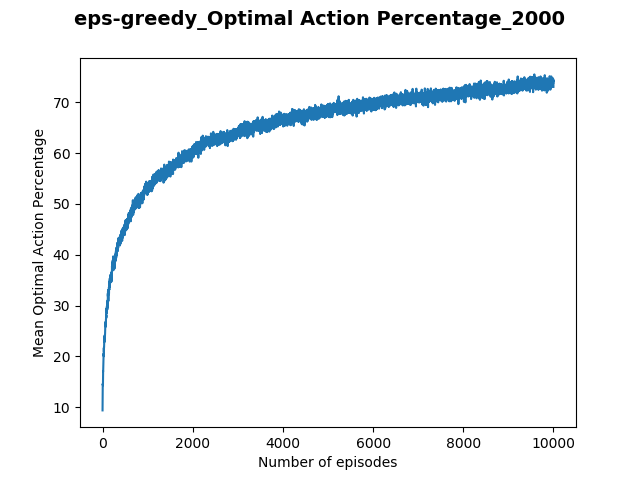 eps-greedy_Optimal Action Percentage_2000
70
60
50
40
30
20
10
Mean Optimal Action Percentage
0 2000 4000 6000 8000 10000
Number of episodes